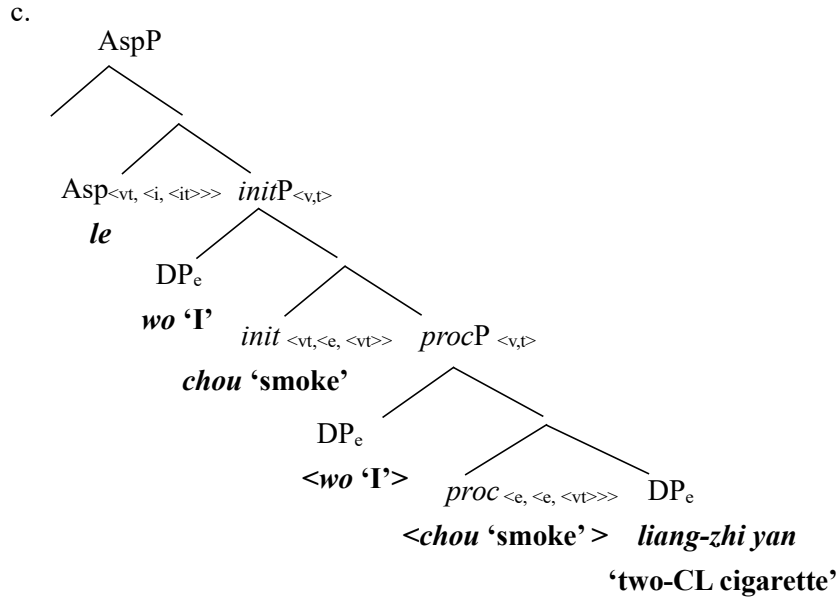 c.
AspP
Asp<vt, <i, <it>>> initP<v,t>
le
DPe
wo ‘I’
init <vt,<e, <vt>> procP <v,t>
chou ‘smoke’
DPe
<wo ‘I’>
proc <e, <e, <vt>>> DPe
<chou ‘smoke’ > liang-zhi yan
‘two-CL cigarette’